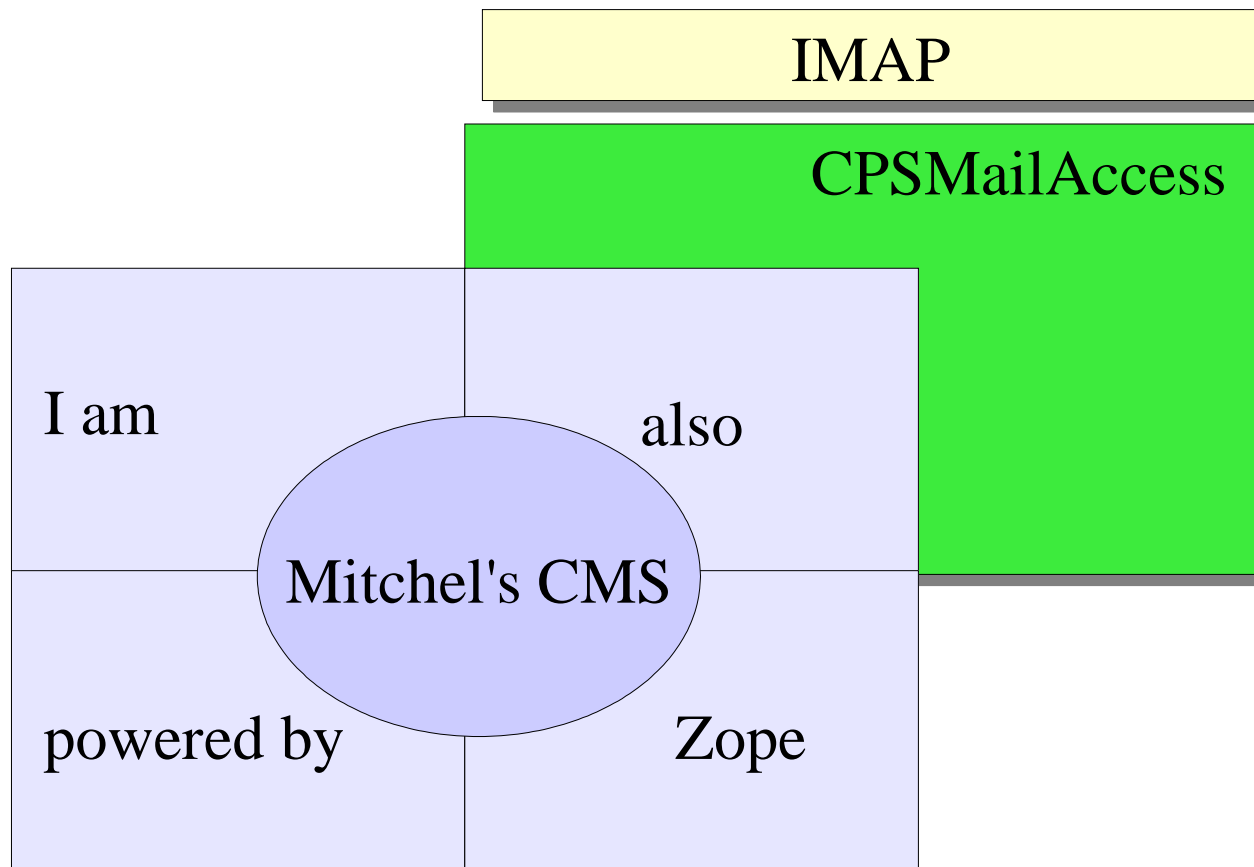 IMAP
CPSMailAccess
I am
also
Mitchel's CMS
powered by
Zope